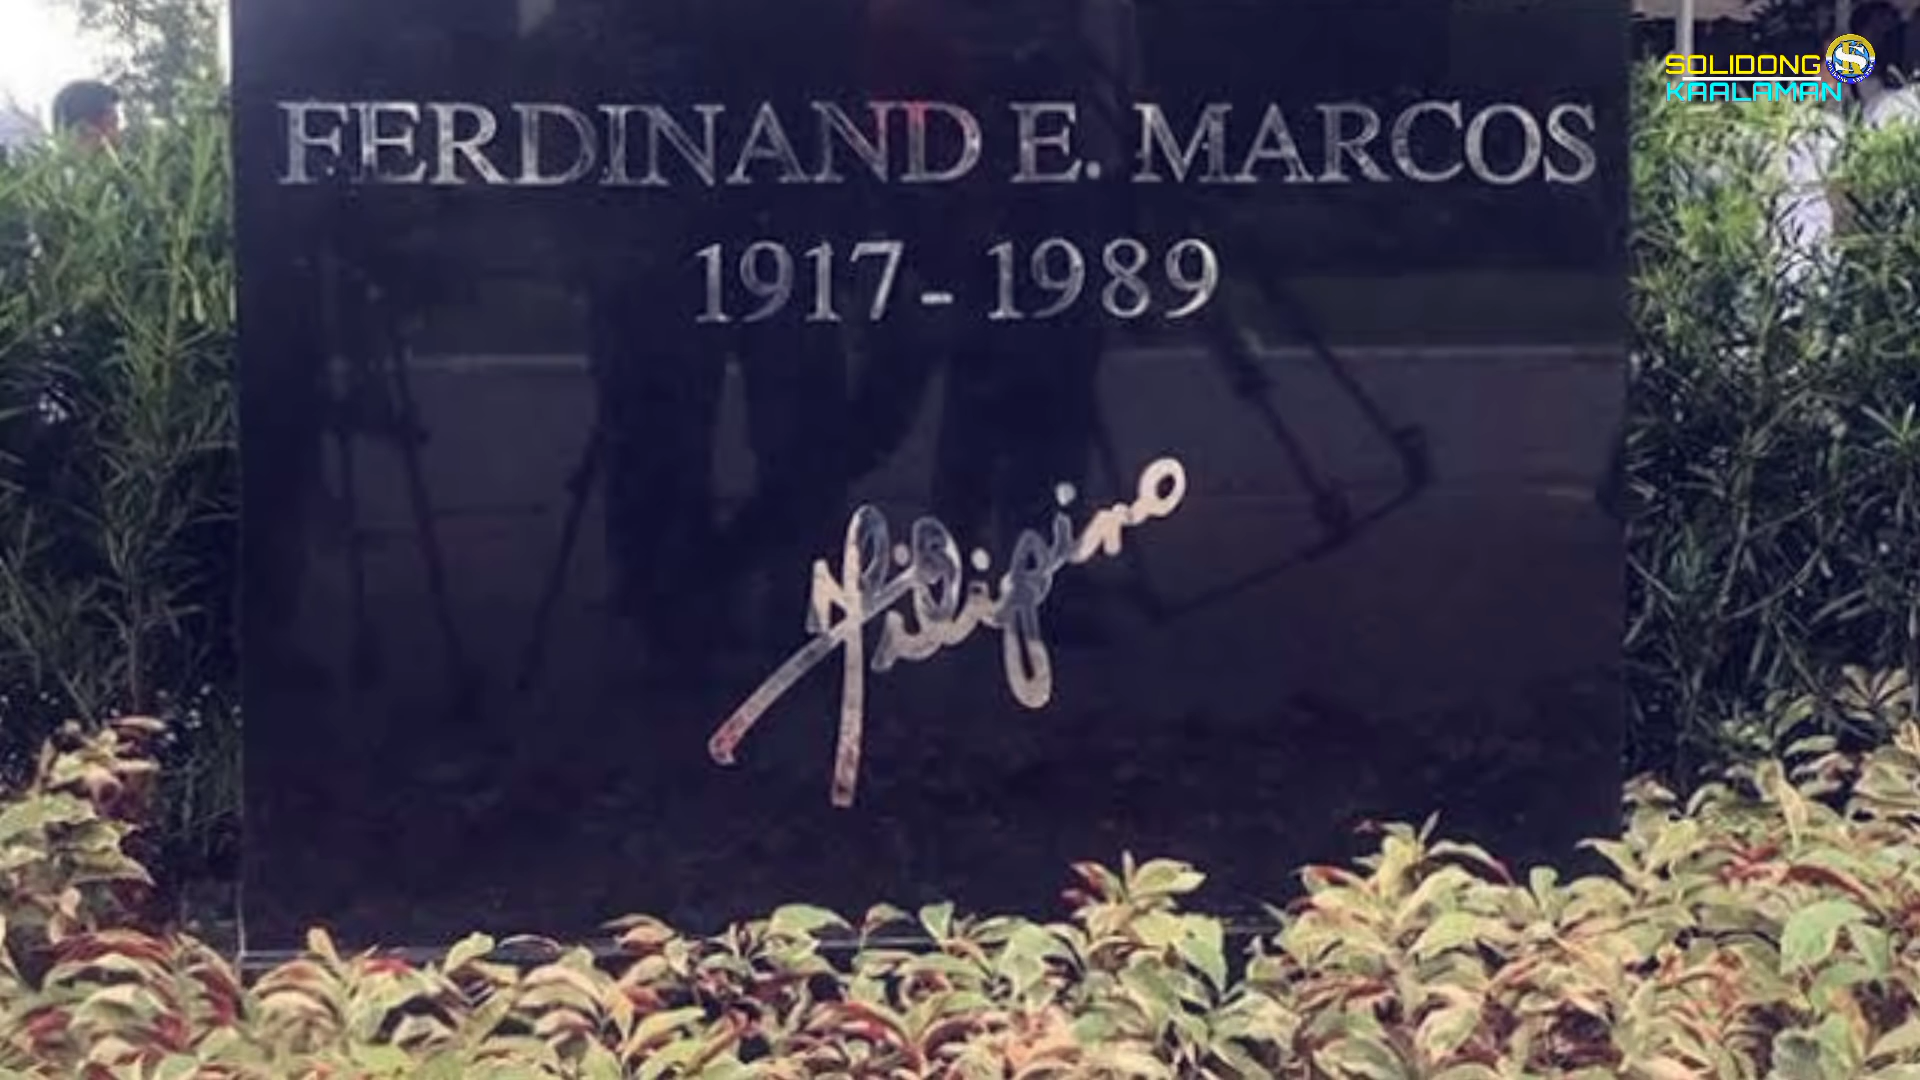 SOLIDONG
KAALAMAN
FERDINAND E. MARCOS
1917 - 1989
Filipino